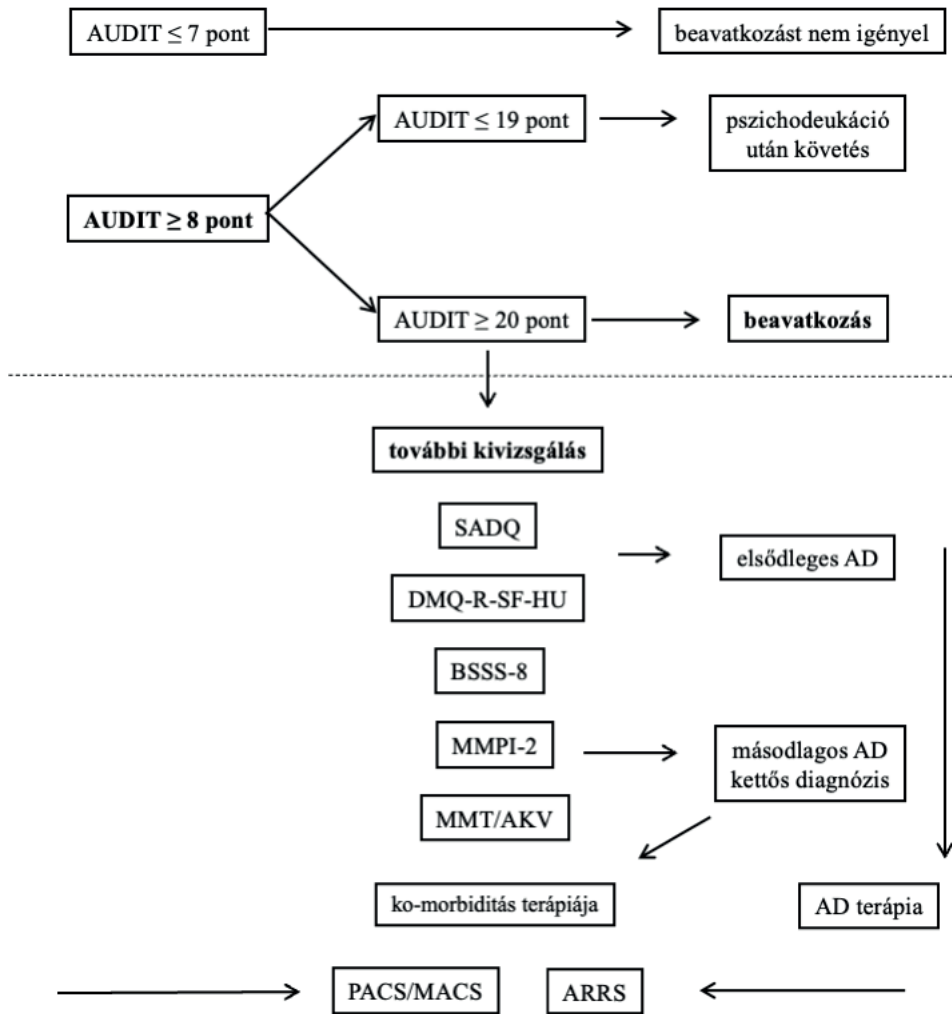 AUDIT ≤ 7 pont
beavatkozást nem igényel
AUDIT ≤ 19 pont
pszichodeukáció
után követés
AUDIT ≥ 8 pont
AUDIT ≥ 20 pont
beavatkozás
további kivizsgálás
SADQ
elsődleges AD
DMQ-R-SF-HU
BSSS-8
MMPI-2
másodlagos AD
kettős diagnózis
MMT/AKV
ko-morbiditás terápiája
AD terápia
PACS/MACS
ARRS